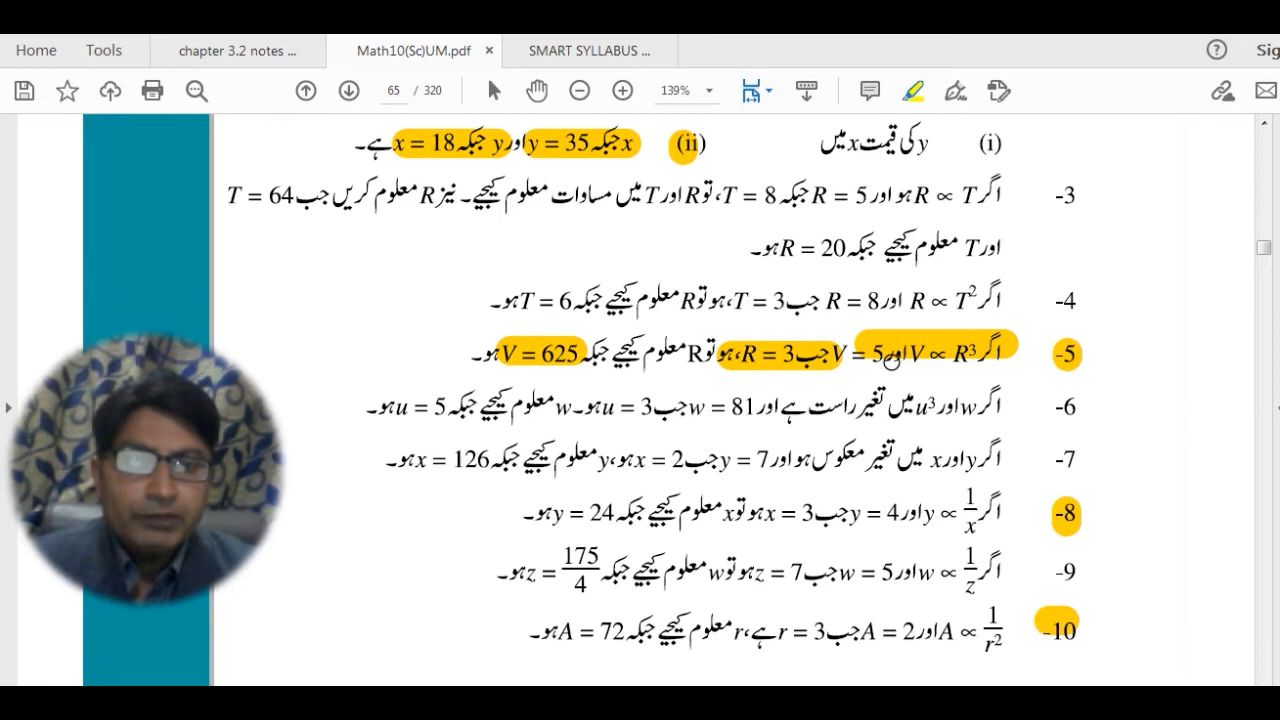 Home Tools chapter 3.2 notes ... Math10(Sc)UM.pdf × SMART SYLLABUS ... ? Sig
65 / 320 139%
(i) y کی قیمت x میں (ii) x جبکہ y = 35 اور y جبکہ x = 18 ہے۔
-3 اگر R ∝ T ہو اور R = 5 جبکہ T = 8، تو R اور T میں مساوات معلوم کیجیے۔ نیز R معلوم کریں جب T = 64
اور T معلوم کیجیے جبکہ R = 20 ہو۔
-4 اگر R ∝ T² اور R = 8 جب T = 3، ہو تو R معلوم کیجیے جبکہ T = 6 ہو۔
-5 اگر V ∝ R³ اور V = 5 جب R = 3، ہو تو R معلوم کیجیے جبکہ V = 625 ہو۔
-6 اگر w اور u³ میں تغیر راست ہے اور w = 81 جب u = 3 ہو۔ w معلوم کیجیے جبکہ u = 5 ہو۔
-7 اگر y اور x میں تغیر معکوس ہو اور y = 7 جب x = 2 ہو، y معلوم کیجیے جبکہ x = 126 ہو۔
-8 اگر y ∝ 1/x اور y = 4 جب x = 3 ہو تو x معلوم کیجیے جبکہ y = 24 ہو۔
-9 اگر w ∝ 1/z اور w = 5 جب z = 7 ہو تو w معلوم کیجیے جبکہ z = 175/4 ہو۔
-10 اگر A ∝ 1/r² اور A = 2 جب r = 3 ہے، r معلوم کیجیے جبکہ A = 72 ہو۔